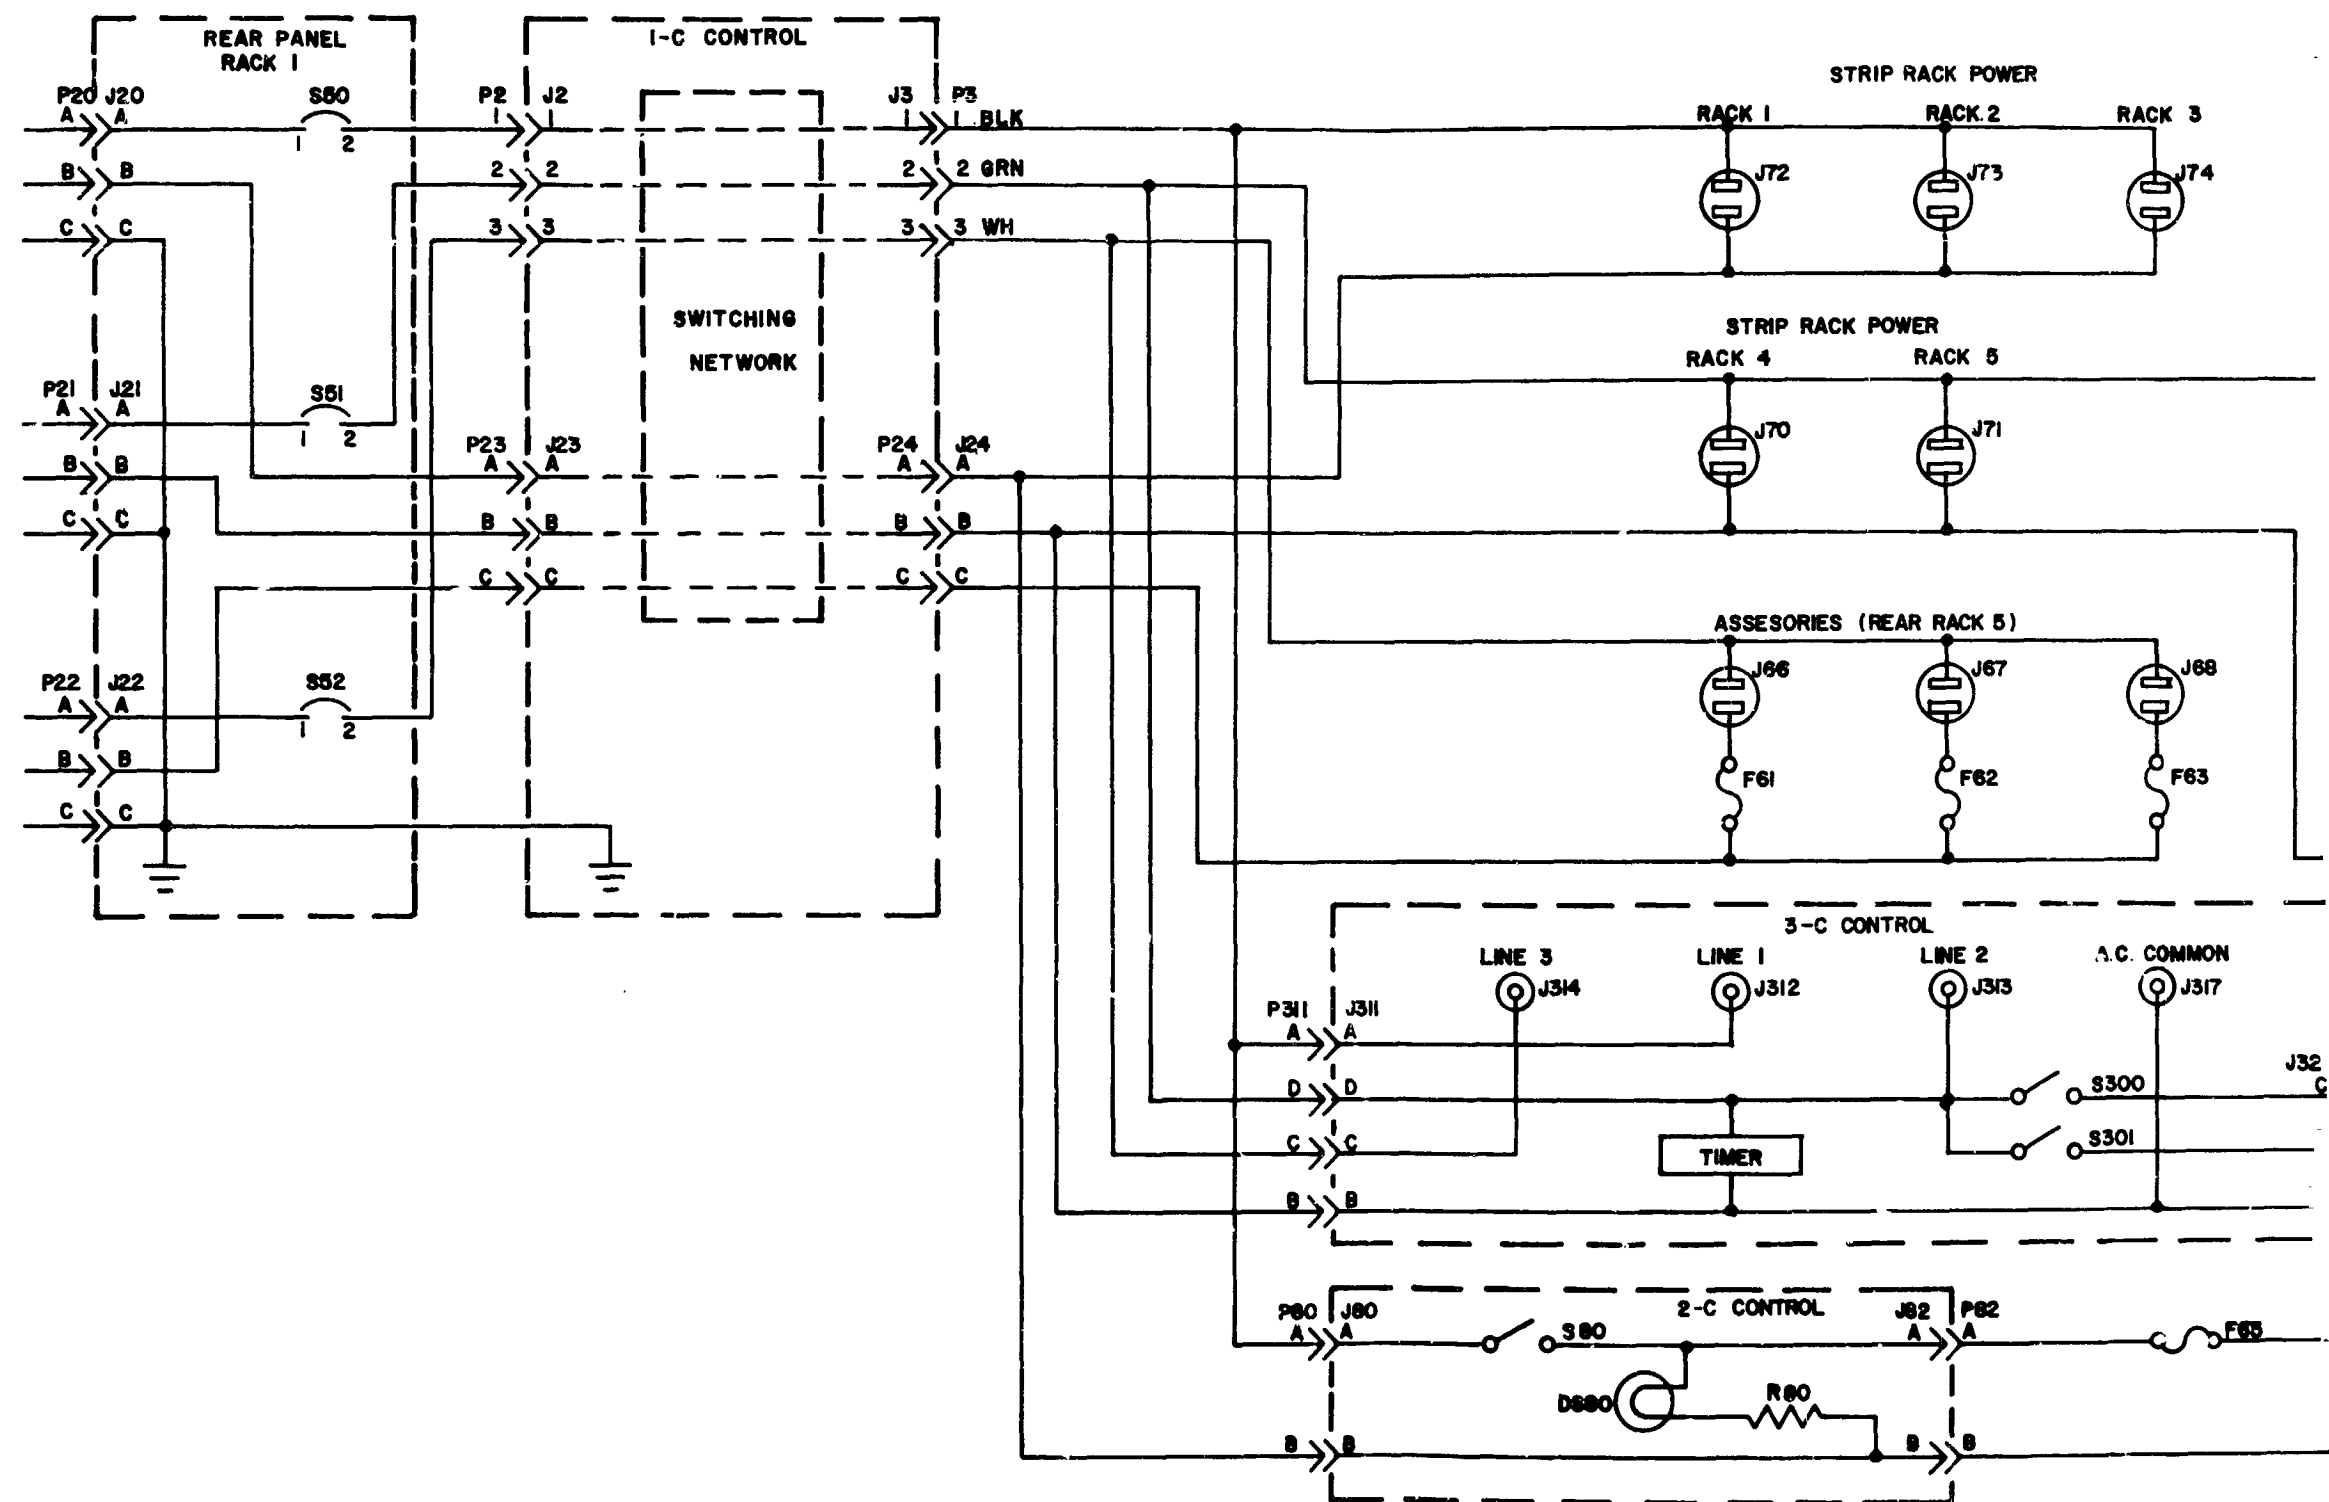 REAR PANEL
RACK 1
1-C CONTROL
STRIP RACK POWER
RACK 1 RACK 2 RACK 3
P20 J20 S50 P2 J2 J3 P3
A A 1 2 1 1 1 1 BLK
J72 J73 J74
B B 2 2 2 2 GRN
C C 3 3 3 3 WH
SWITCHING
NETWORK
STRIP RACK POWER
RACK 4 RACK 5
P21 J21 S51
A A 1 2
J70 J71
P23 J23 P24 J24
A A A A
B B
C C
B B B B
C C C C
ASSESORIES (REAR RACK 5)
J66 J67 J68
P22 J22 S52
A A 1 2
B B
F61 F62 F63
C C
3-C CONTROL
LINE 3 LINE 1 LINE 2 A.C. COMMON
J314 J312 J313 J317
P311 J311
A A
J32
C
D D
S300
C C
TIMER
S301
B B
2-C CONTROL
P80 J80 J82 P82
A A S80 A A
F65
DS80 R80
B B B B